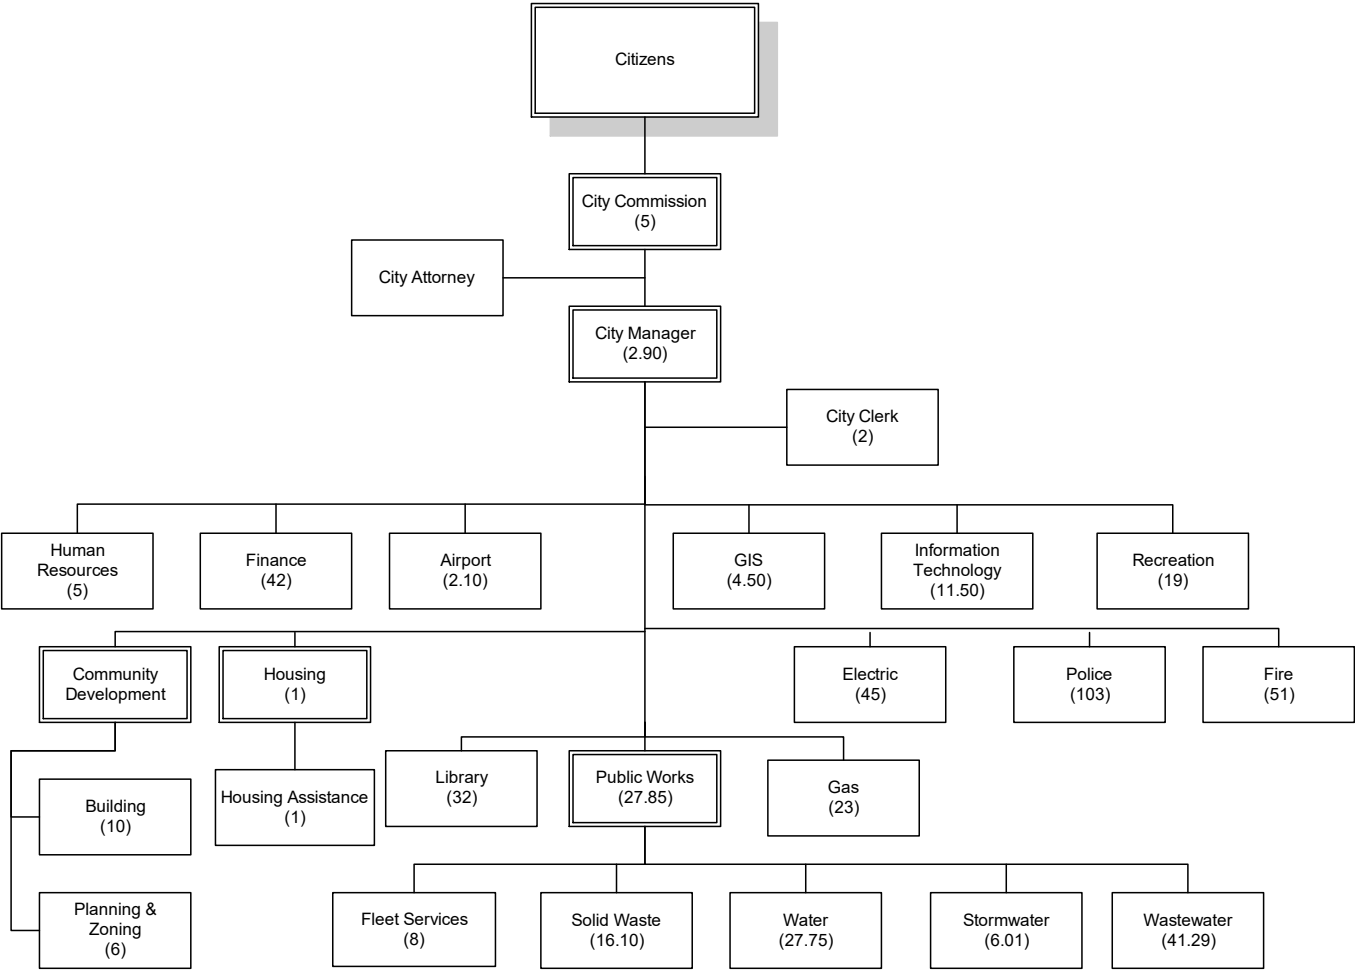 Citizens
City Commission
(5)
City Attorney
City Manager
(2.90)
City Clerk
(2)
Human
Resources
(5)
Finance
(42)
Airport
(2.10)
GIS
(4.50)
Information
Technology
(11.50)
Recreation
(19)
Community
Development
Housing
(1)
Electric
(45)
Police
(103)
Fire
(51)
Building
(10)
Housing Assistance
(1)
Library
(32)
Public Works
(27.85)
Gas
(23)
Planning &
Zoning
(6)
Fleet Services
(8)
Solid Waste
(16.10)
Water
(27.75)
Stormwater
(6.01)
Wastewater
(41.29)